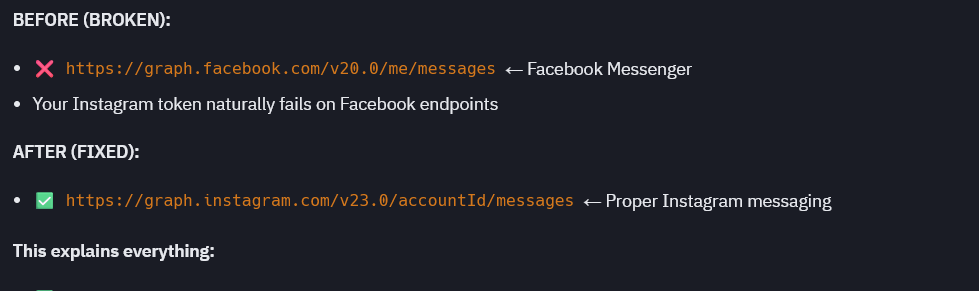 BEFORE (BROKEN):
• ❌ https://graph.facebook.com/v20.0/me/messages ← Facebook Messenger
• Your Instagram token naturally fails on Facebook endpoints
AFTER (FIXED):
• ✅ https://graph.instagram.com/v23.0/accountId/messages ← Proper Instagram messaging
This explains everything: